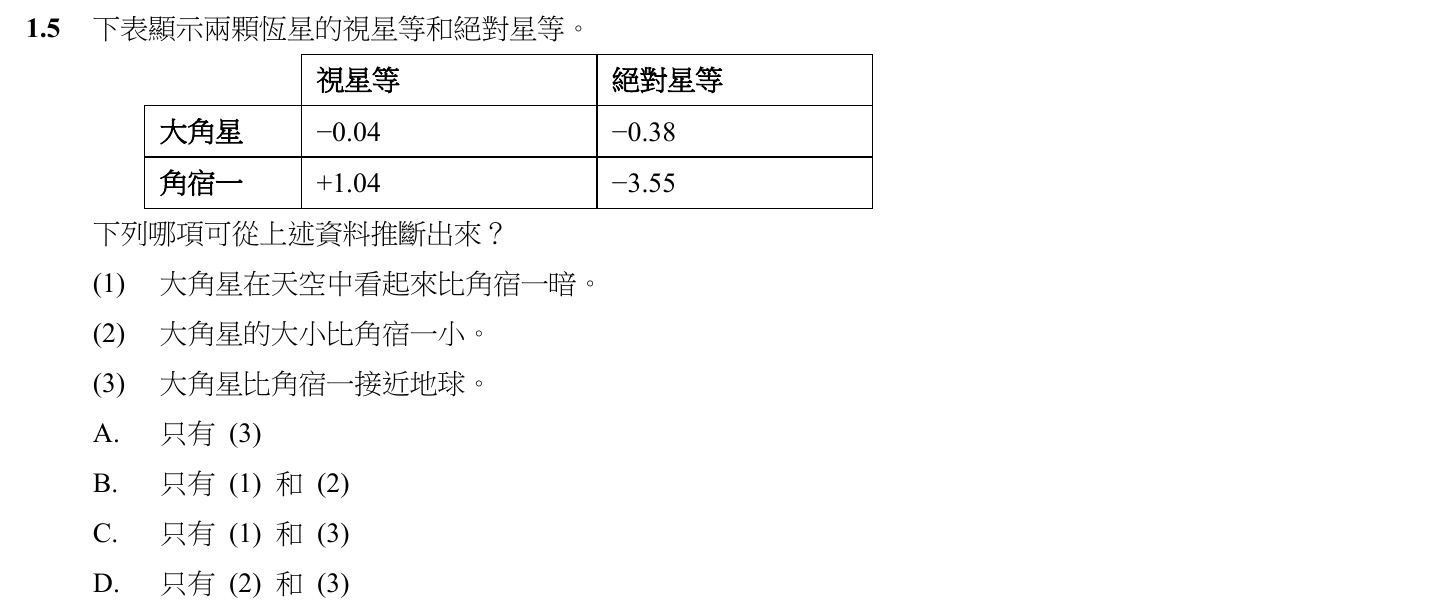 1.5 下表顯示兩顆恆星的視星等和絕對星等。
視星等 絕對星等
大角星 −0.04 −0.38
角宿一 +1.04 −3.55
下列哪項可從上述資料推斷出來？
(1) 大角星在天空中看起來比角宿一暗。
(2) 大角星的大小比角宿一小。
(3) 大角星比角宿一接近地球。
A. 只有 (3)
B. 只有 (1) 和 (2)
C. 只有 (1) 和 (3)
D. 只有 (2) 和 (3)